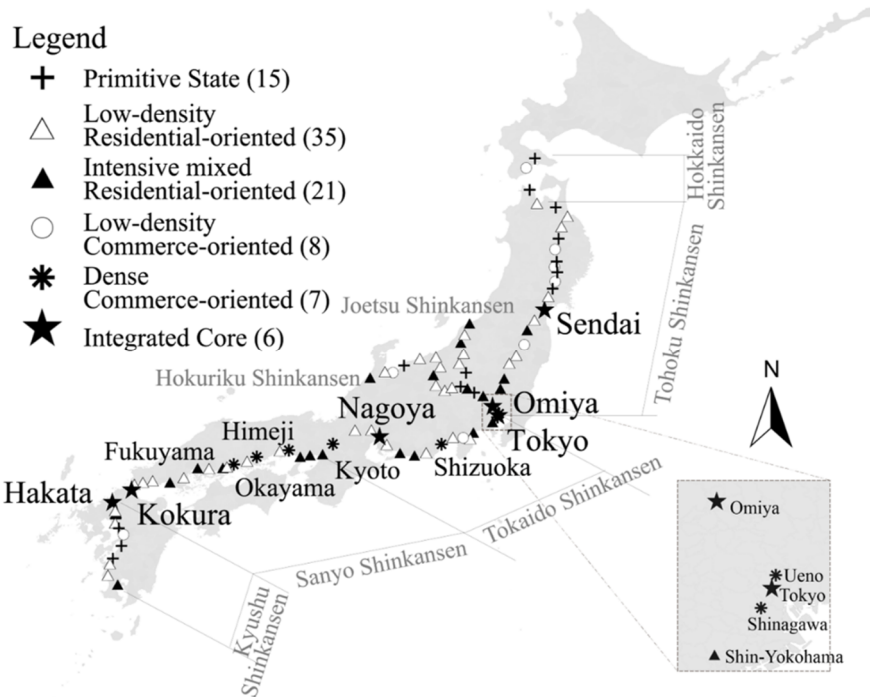 Legend
Primitive State (15)
Low-density
Residential-oriented (35)
Intensive mixed
Residential-oriented (21)
Low-density
Commerce-oriented (8)
Dense
Commerce-oriented (7)
Integrated Core (6)
Hokkaido
Shinkansen
Tohoku Shinkansen
Joetsu Shinkansen
Sendai
Hokuriku Shinkansen
N
Nagoya
Omiya
Tokyo
Himeji
Fukuyama
Kyoto
Shizuoka
Okayama
Hakata
Kokura
Tokaido Shinkansen
Sanyo Shinkansen
Kyushu
Shinkansen
Omiya
Ueno
Tokyo
Shinagawa
Shin-Yokohama